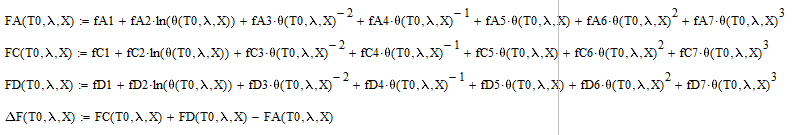 FA(T0,λ,X) := fA1 + fA2·ln(θ(T0,λ,X)) + fA3·θ(T0,λ,X)⁻² + fA4·θ(T0,λ,X)⁻¹ + fA5·θ(T0,λ,X) + fA6·θ(T0,λ,X)² + fA7·θ(T0,λ,X)³
FC(T0,λ,X) := fC1 + fC2·ln(θ(T0,λ,X)) + fC3·θ(T0,λ,X)⁻² + fC4·θ(T0,λ,X)⁻¹ + fC5·θ(T0,λ,X) + fC6·θ(T0,λ,X)² + fC7·θ(T0,λ,X)³
FD(T0,λ,X) := fD1 + fD2·ln(θ(T0,λ,X)) + fD3·θ(T0,λ,X)⁻² + fD4·θ(T0,λ,X)⁻¹ + fD5·θ(T0,λ,X) + fD6·θ(T0,λ,X)² + fD7·θ(T0,λ,X)³
ΔF(T0,λ,X) := FC(T0,λ,X) + FD(T0,λ,X) − FA(T0,λ,X)